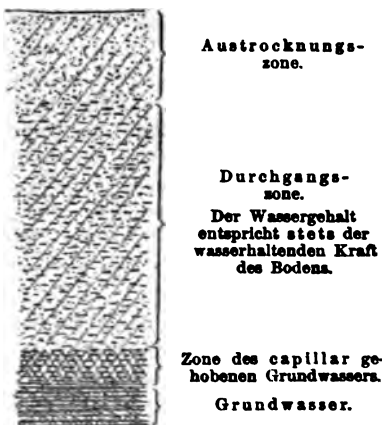 Austrocknungs-
zone.
Durchgangs-
zone.
Der Wassergehalt
entspricht stets der
wasserhaltenden Kraft
des Bodens.
Zone des capillar ge-
hobenen Grundwassers.
Grundwasser.